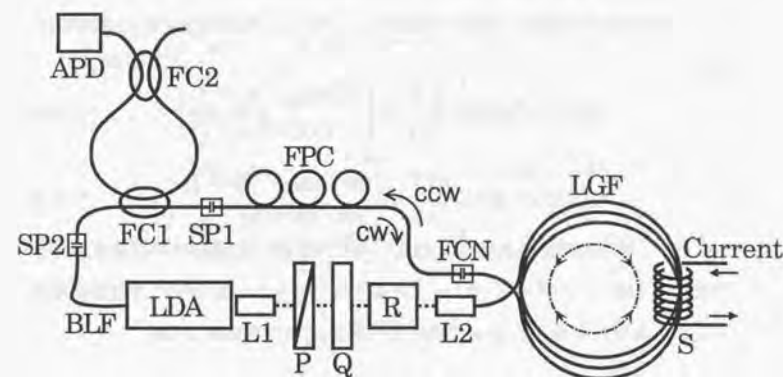 APD
FC2
FPC
CCW
LGF
SP2
FC1
SP1
CW
FCN
Current
BLF
LDA
L1
P
Q
R
L2
S